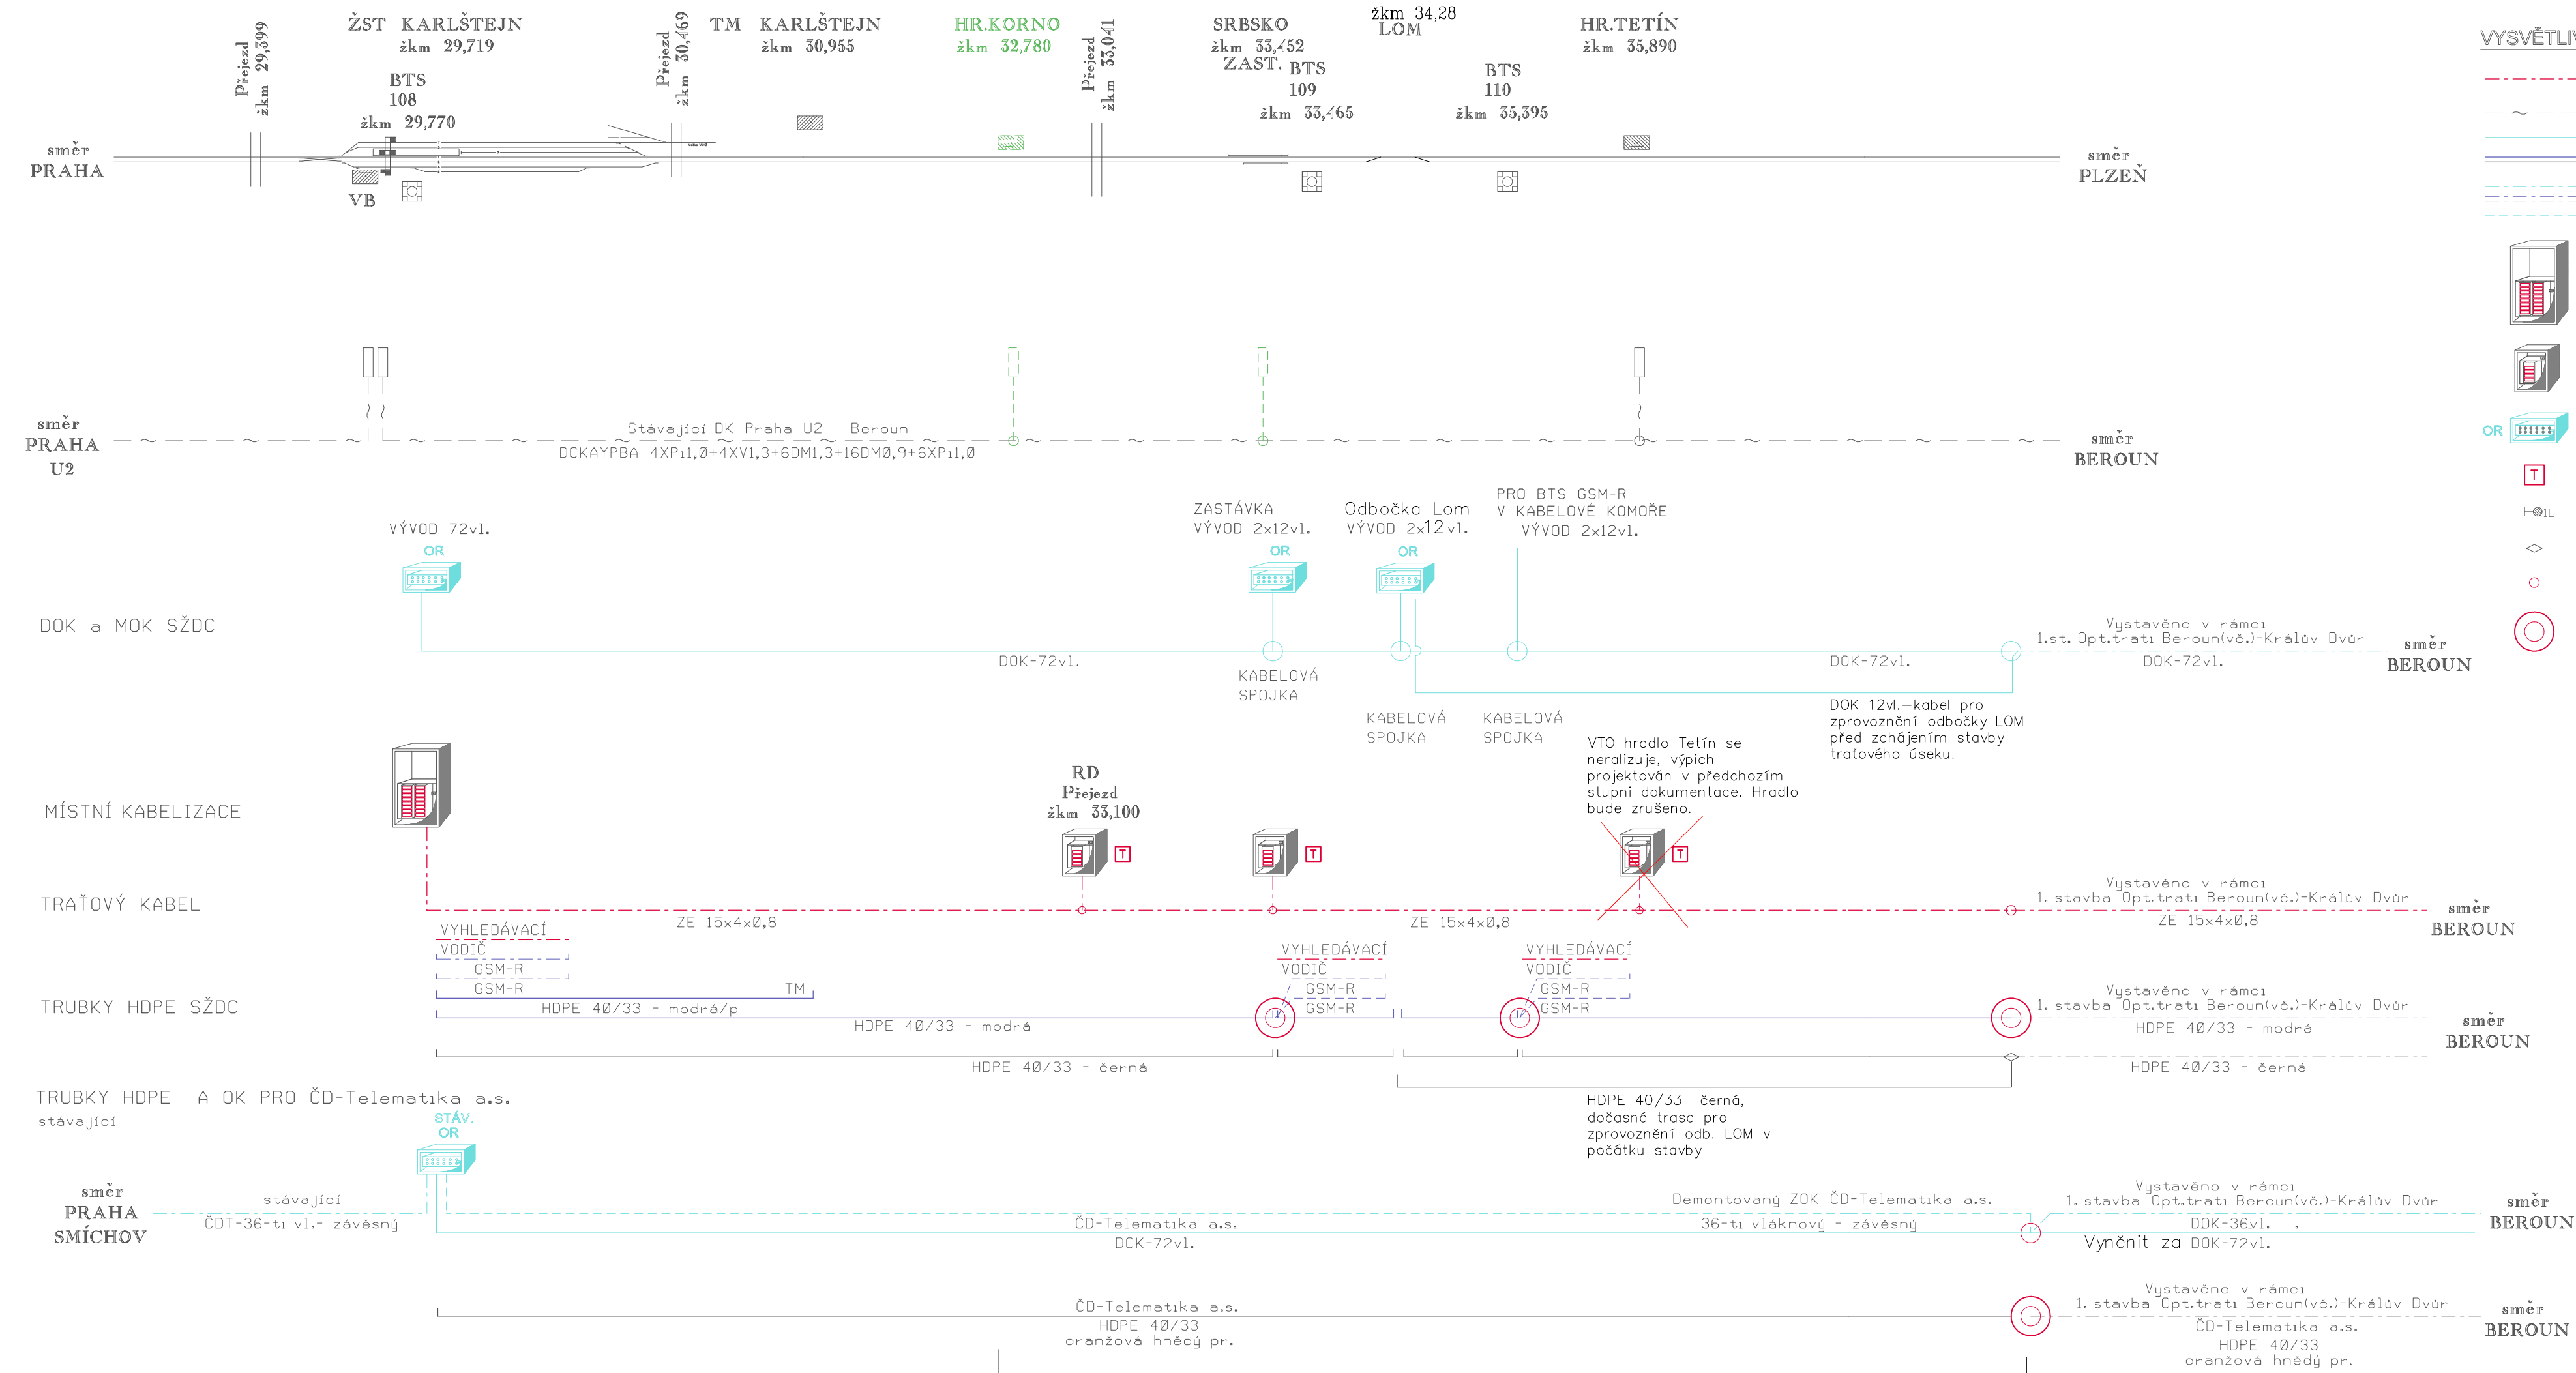 Přejezd
žkm 29,399
ŽST KARLŠTEJN
žkm 29,719
BTS
108
žkm 29,770
Přejezd
žkm 30,469
TM KARLŠTEJN
žkm 30,955
HR.KORNO
žkm 32,780
Přejezd
žkm 33,041
SRBSKO
žkm 33,452
ZAST.
BTS
109
žkm 33,465
žkm 34,28
LOM
BTS
110
žkm 35,395
HR.TETÍN
žkm 35,890
směr
PRAHA
VB
směr
PLZEŇ
směr
PRAHA
U2
Stávající DK Praha U2 - Beroun
DCKAYPBA 4XPi1,0+4XV1,3+6DM1,3+16DM0,9+6XPi1,0
směr
BEROUN
VÝVOD 72vl.
OR
ZASTÁVKA
VÝVOD 2x12vl.
OR
Odbočka Lom
VÝVOD 2x12vl.
OR
PRO BTS GSM-R
V KABELOVÉ KOMOŘE
VÝVOD 2x12vl.
DOK a MOK SŽDC
DOK-72vl.
KABELOVÁ
SPOJKA
KABELOVÁ
SPOJKA
KABELOVÁ
SPOJKA
DOK-72vl.
Vystavěno v rámci
1.st. Opt.trati Beroun(vč.)-Králův Dvůr
DOK-72vl.
směr
BEROUN
DOK 12vl.-kabel pro
zprovoznění odbočky LOM
před zahájením stavby
traťového úseku.
MÍSTNÍ KABELIZACE
RD
Přejezd
žkm 33,100
T
T
VTO hradlo Tetín se
neralizuje, výpich
projektován v předchozím
stupni dokumentace. Hradlo
bude zrušeno.
T
TRAŤOVÝ KABEL
ZE 15x4x0,8
ZE 15x4x0,8
Vystavěno v rámci
1. stavba Opt.trati Beroun(vč.)-Králův Dvůr
ZE 15x4x0,8
směr
BEROUN
VYHLEDÁVACÍ
VODIČ
GSM-R
GSM-R
VYHLEDÁVACÍ
VODIČ
GSM-R
GSM-R
VYHLEDÁVACÍ
VODIČ
GSM-R
GSM-R
TRUBKY HDPE SŽDC
TM
HDPE 40/33 - modrá/p
HDPE 40/33 - modrá
Vystavěno v rámci
1. stavba Opt.trati Beroun(vč.)-Králův Dvůr
HDPE 40/33 - modrá
směr
BEROUN
HDPE 40/33 - černá
HDPE 40/33 - černá
TRUBKY HDPE A OK PRO ČD-Telematika a.s.
stávající
STÁV.
OR
HDPE 40/33 černá,
dočasná trasa pro
zprovoznění odb. LOM v
počátku stavby
směr
PRAHA
SMÍCHOV
stávající
ČDT-36-ti vl.- závěsný
ČD-Telematika a.s.
DOK-72vl.
Demontovaný ZOK ČD-Telematika a.s.
36-ti vláknový - závěsný
Vystavěno v rámci
1. stavba Opt.trati Beroun(vč.)-Králův Dvůr
DOK-36vl. .
Vyněnit za DOK-72vl.
směr
BEROUN
ČD-Telematika a.s.
HDPE 40/33
oranžová hnědý pr.
Vystavěno v rámci
1. stavba Opt.trati Beroun(vč.)-Králův Dvůr
ČD-Telematika a.s.
HDPE 40/33
oranžová hnědý pr.
směr
BEROUN
VYSVĚTLIV
OR
T
1L